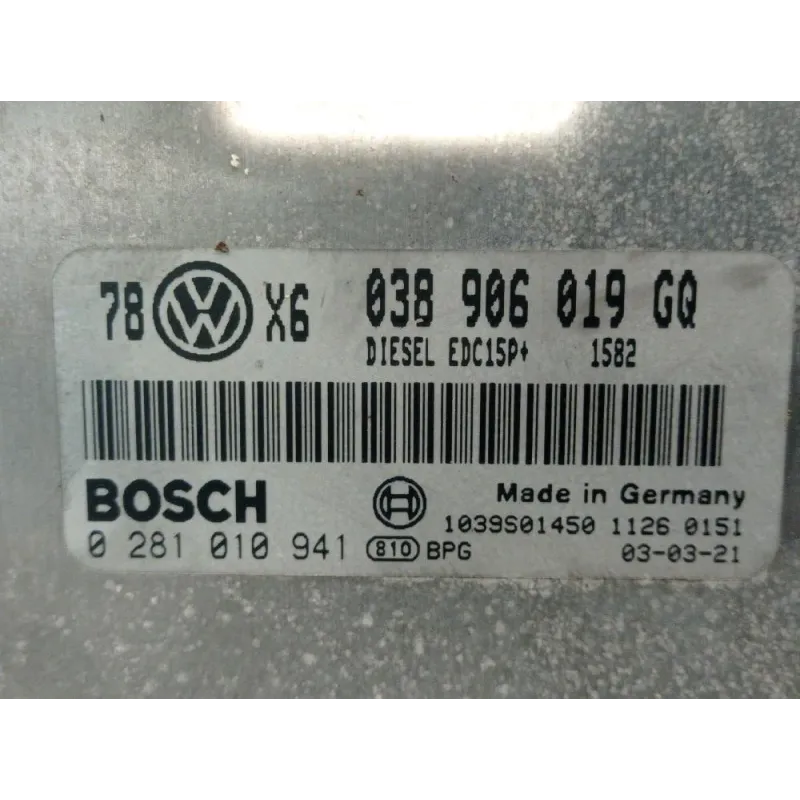 78 VW X6 038 906 019 GQ
DIESEL EDC15P+ 1582
BOSCH Made in Germany
1039S01450 1126 0151
0 281 010 941 810 BPG 03-03-21